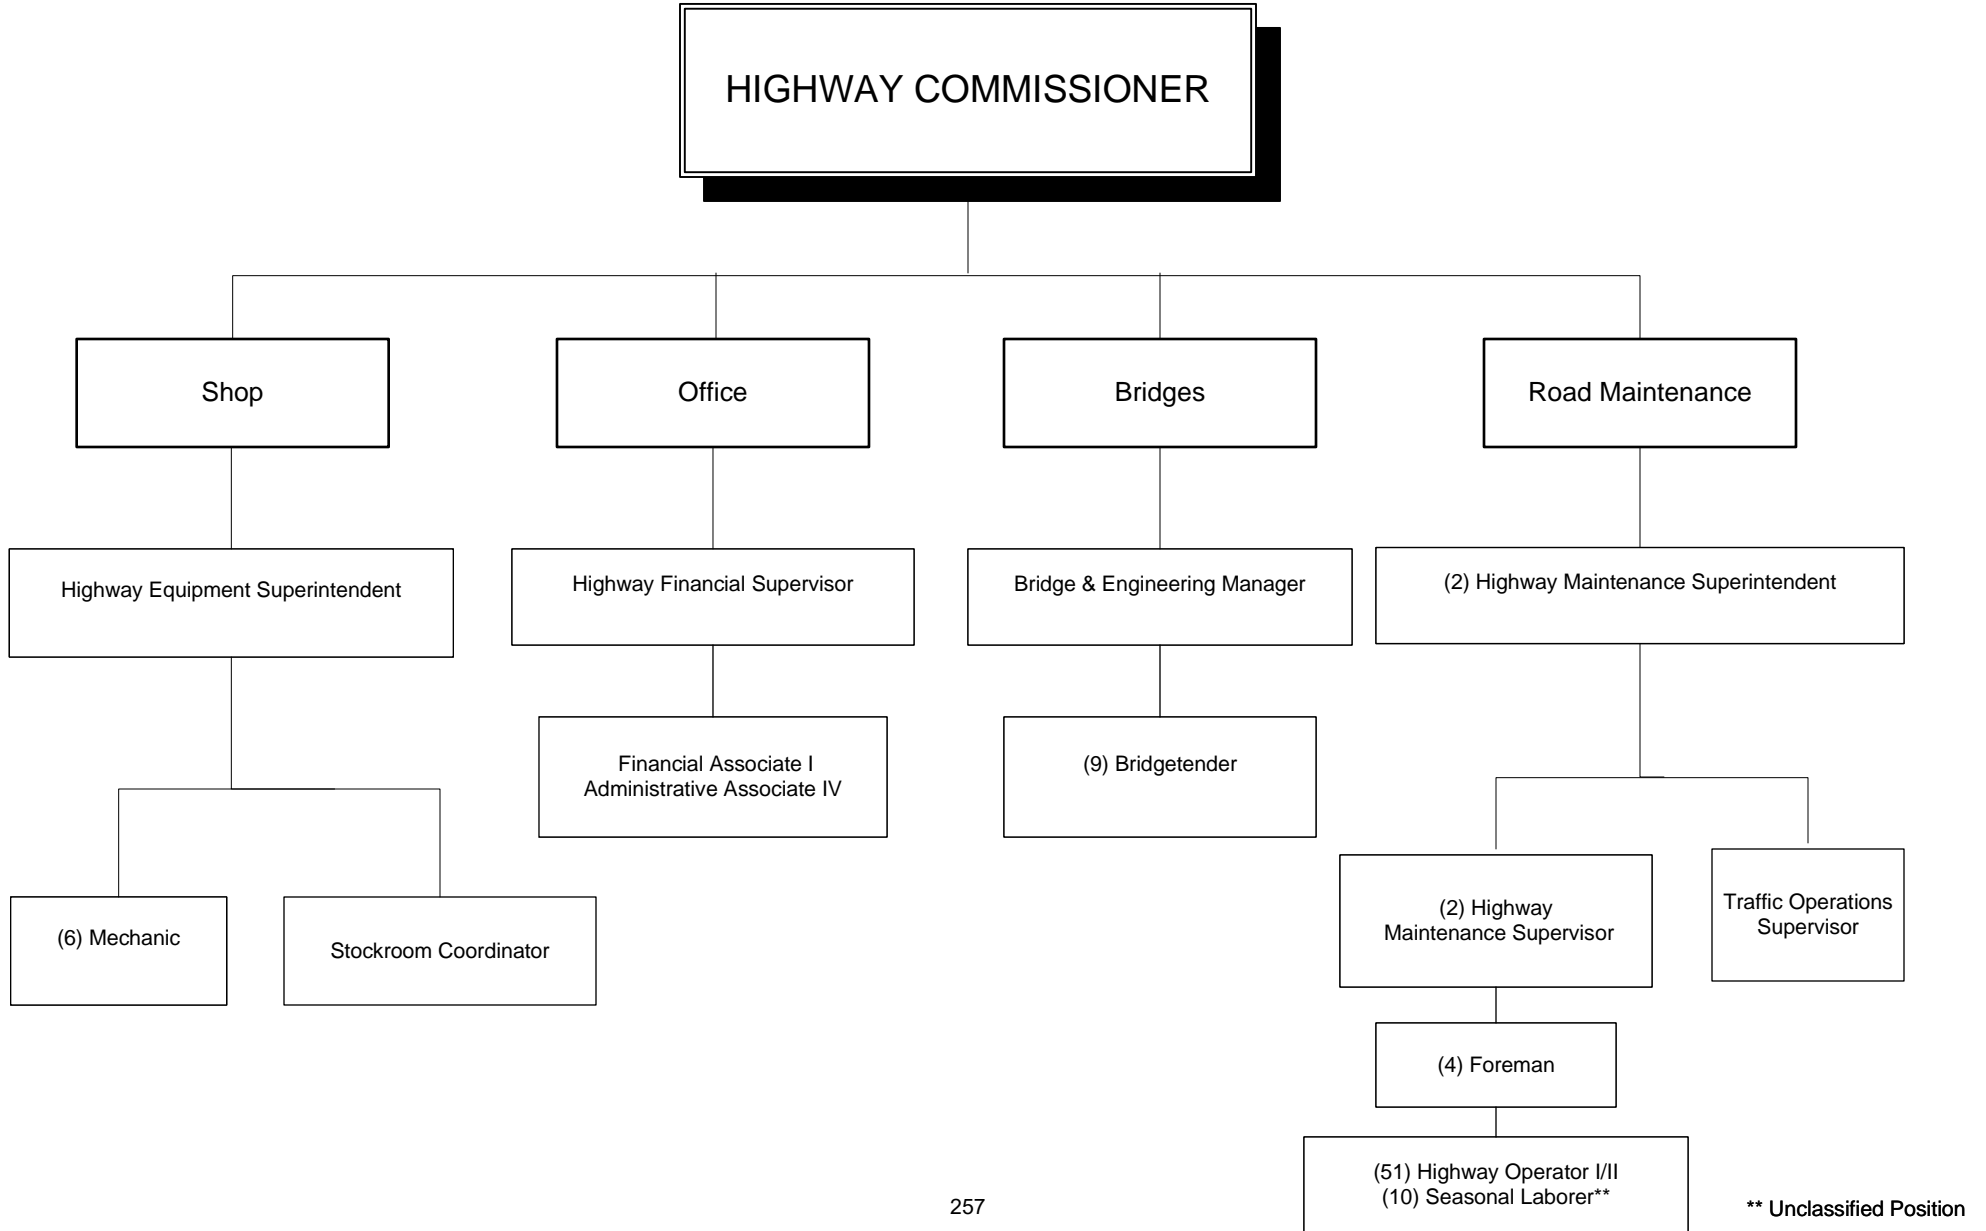 HIGHWAY COMMISSIONER
Shop
Office
Bridges
Road Maintenance
Highway Equipment Superintendent
Highway Financial Supervisor
Bridge & Engineering Manager
(2) Highway Maintenance Superintendent
Financial Associate I
Administrative Associate IV
(9) Bridgetender
(6) Mechanic
Stockroom Coordinator
(2) Highway
Maintenance Supervisor
Traffic Operations
Supervisor
(4) Foreman
(51) Highway Operator I/II
(10) Seasonal Laborer**
257
** Unclassified Position